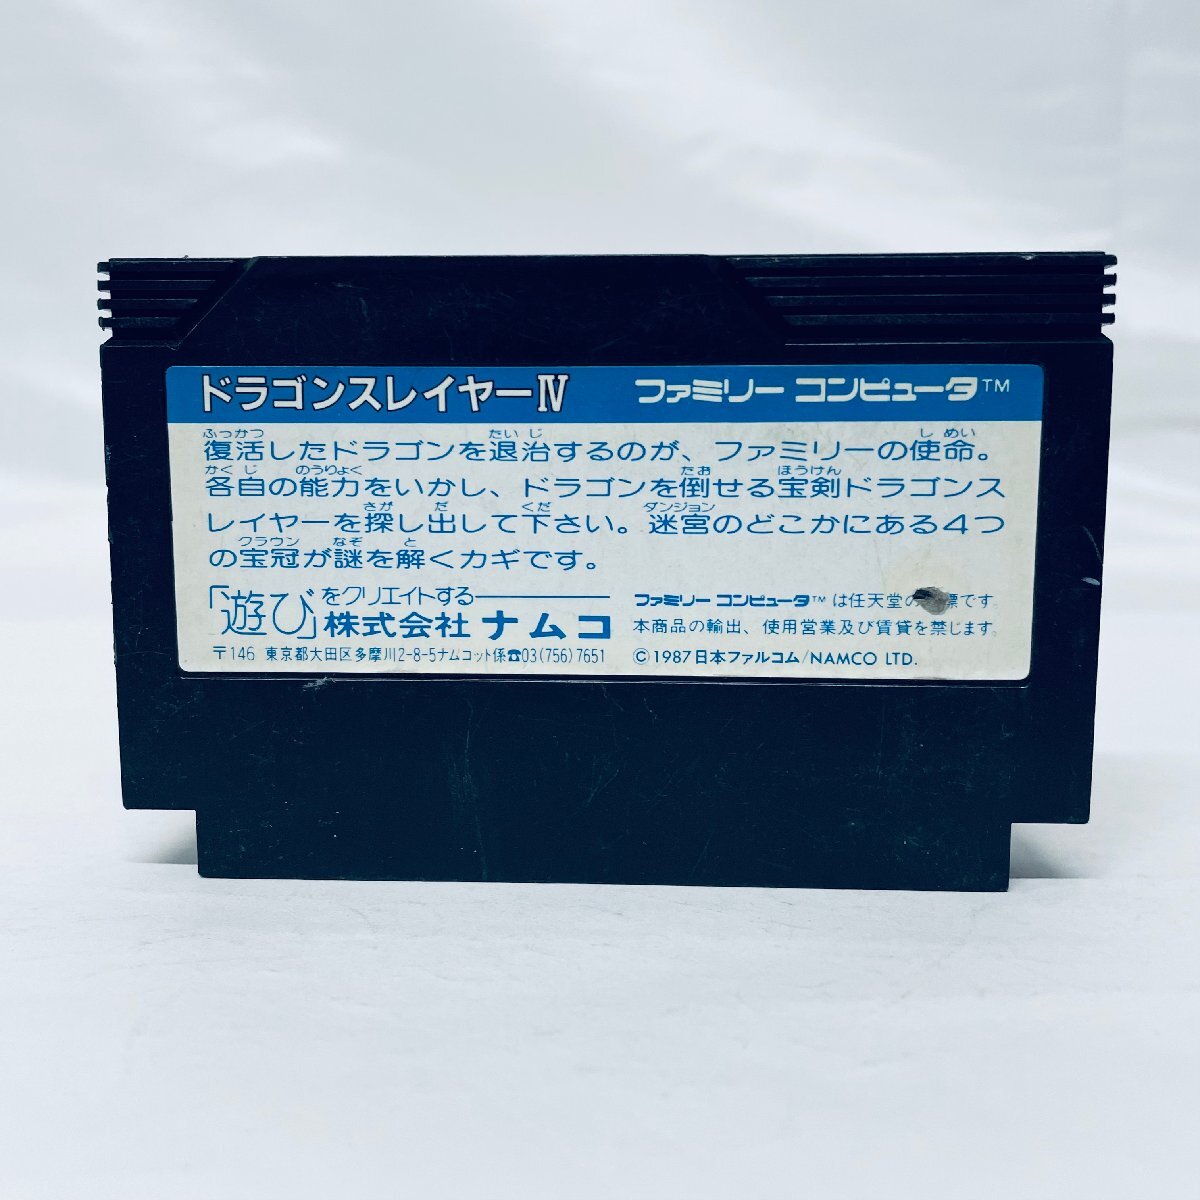 ドラゴンスレイヤーⅣ ファミリー コンピュータ™
ふっかつ たいじ しめい
復活したドラゴンを退治するのが、ファミリーの使命。
かくじ のうりょく たお ほうけん
各自の能力をいかし、ドラゴンを倒せる宝剣ドラゴンス
さが だ くだ ダンジョン
レイヤーを探し出して下さい。迷宮のどこかにある4つ
クラウン なぞ と
の宝冠が謎を解くカギです。
「遊び」をクリエイトする
株式会社 ナムコ
〒146 東京都大田区多摩川2-8-5ナムコット係☎03(756)7651
ファミリー コンピュータ™ は任天堂の 標です。
本商品の輸出、使用営業及び賃貸を禁じます。
©1987日本ファルコム/NAMCO LTD.